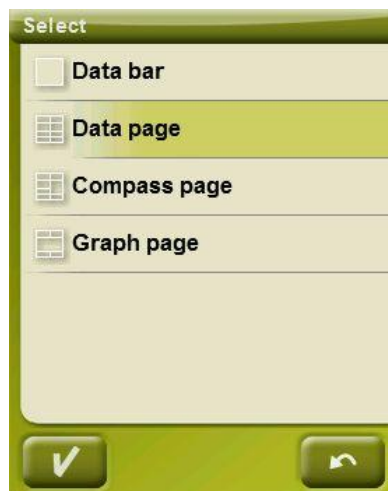 Select
Data bar
Data page
Compass page
Graph page